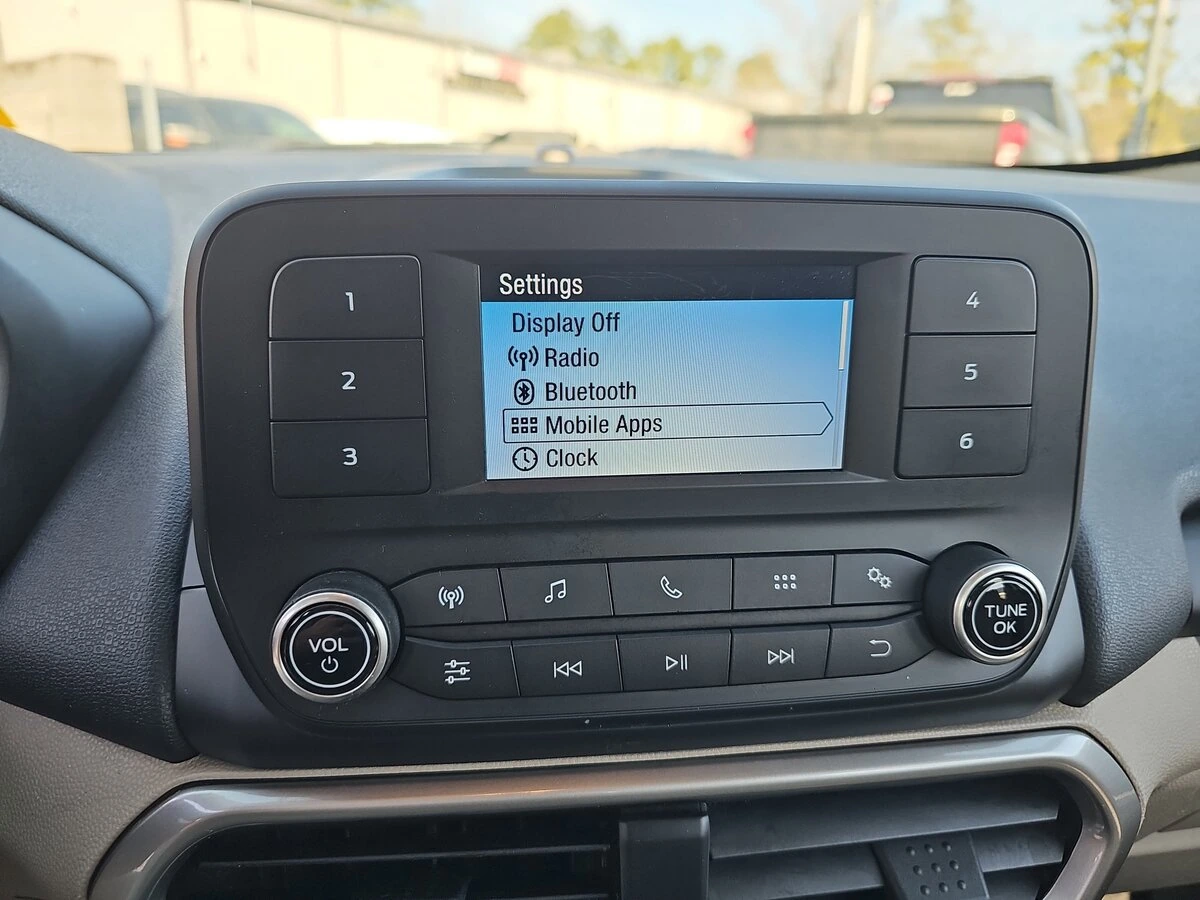 1
2
3
Settings
Display Off
Radio
Bluetooth
Mobile Apps
Clock
4
5
6
VOL
TUNE
OK